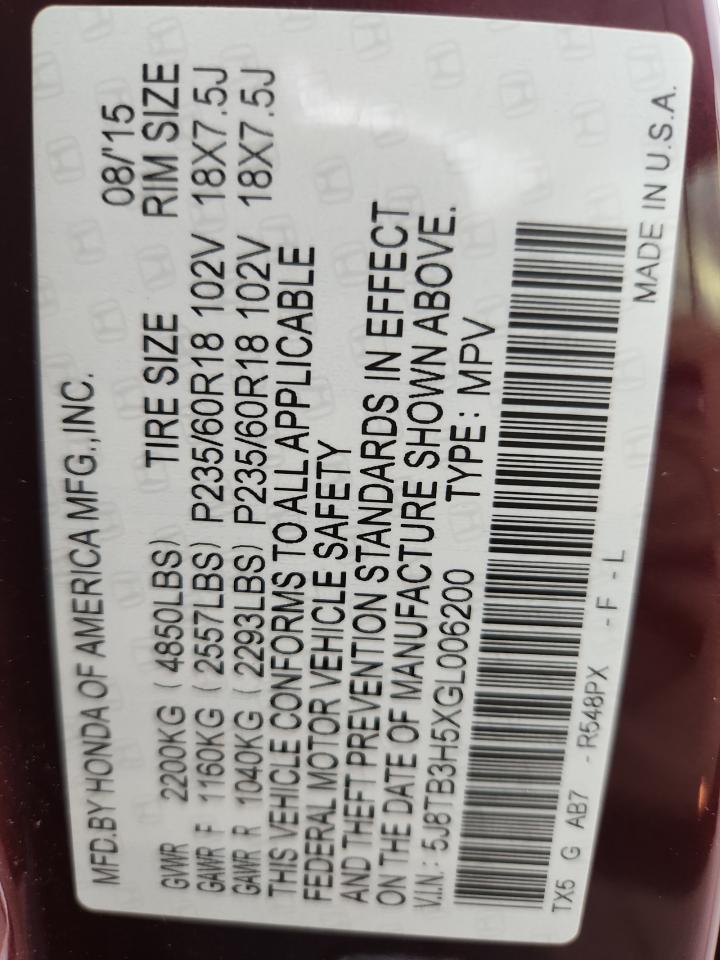 MFD.BY HONDA OF AMERICA MFG.,INC. 08/'15
GVWR 2200KG ( 4850LBS) TIRE SIZE RIM SIZE
GAWR F 1160KG ( 2557LBS) P235/60R18 102V 18X7.5J
GAWR R 1040KG ( 2293LBS) P235/60R18 102V 18X7.5J
THIS VEHICLE CONFORMS TO ALL APPLICABLE
FEDERAL MOTOR VEHICLE SAFETY
AND THEFT PREVENTION STANDARDS IN EFFECT
ON THE DATE OF MANUFACTURE SHOWN ABOVE.
V.I.N.: 5J8TB3H5XGL006200 TYPE: MPV
TX5 G AB7 - R548PX - F - L MADE IN U.S.A.